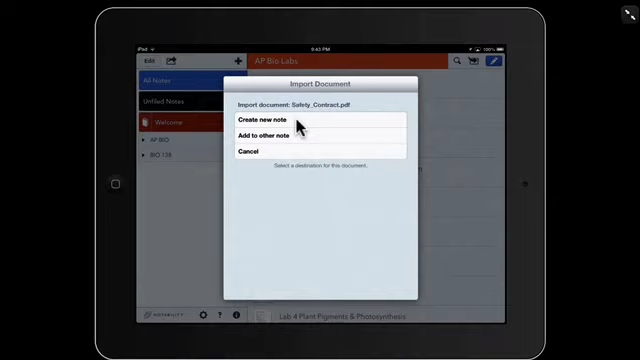 iPad
9:43 PM
100%
Edit
AP Bio Labs
All Notes
Unfiled Notes
Welcome
AP BIO
BIO 138
Import Document
Import document: Safety_Contract.pdf
Create new note
Add to other note
Cancel
Select a destination for this document.
NOTABILITY
Lab 4 Plant Pigments & Photosynthesis